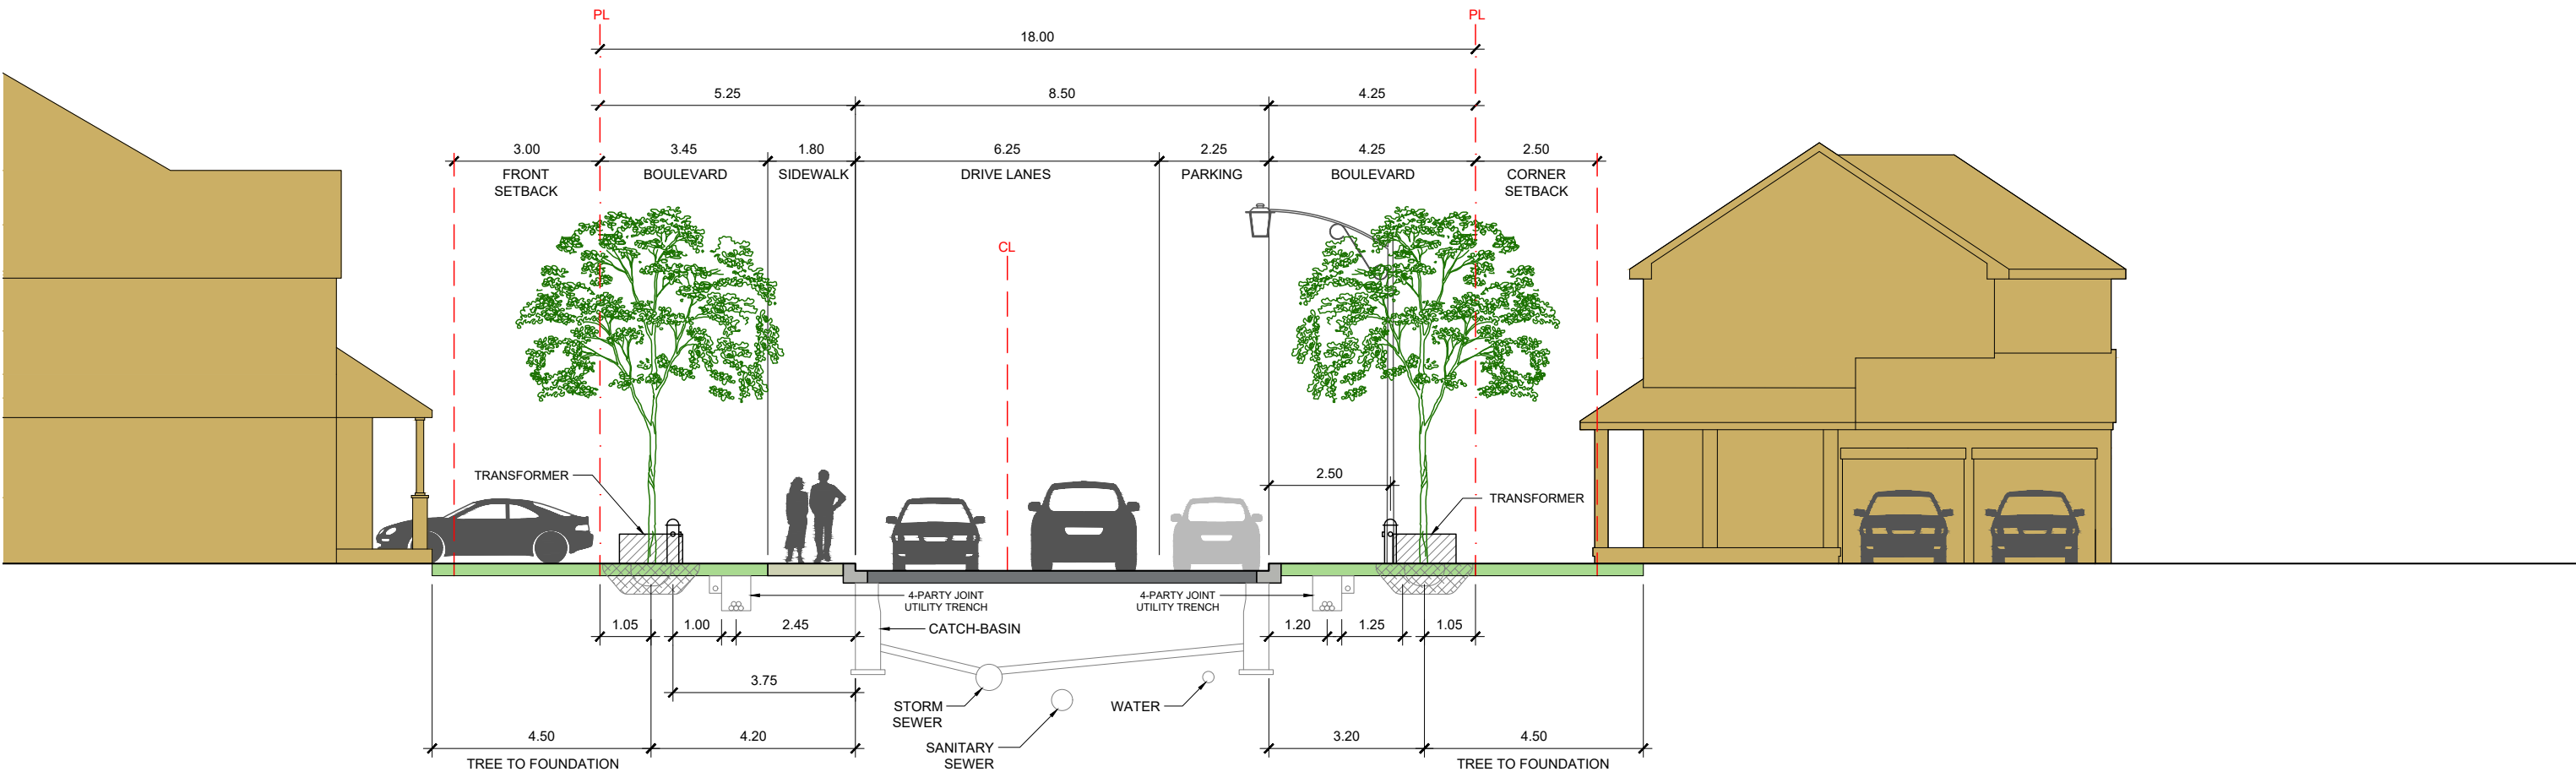 PL
PL
18.00
5.25
8.50
4.25
3.00
3.45
1.80
6.25
2.25
4.25
2.50
FRONT
SETBACK
BOULEVARD
SIDEWALK
DRIVE LANES
PARKING
BOULEVARD
CORNER
SETBACK
CL
TRANSFORMER
2.50
TRANSFORMER
4-PARTY JOINT
UTILITY TRENCH
4-PARTY JOINT
UTILITY TRENCH
1.05
1.00
2.45
CATCH-BASIN
1.20
1.25
1.05
3.75
STORM
SEWER
WATER
SANITARY
SEWER
4.50
4.20
3.20
4.50
TREE TO FOUNDATION
TREE TO FOUNDATION